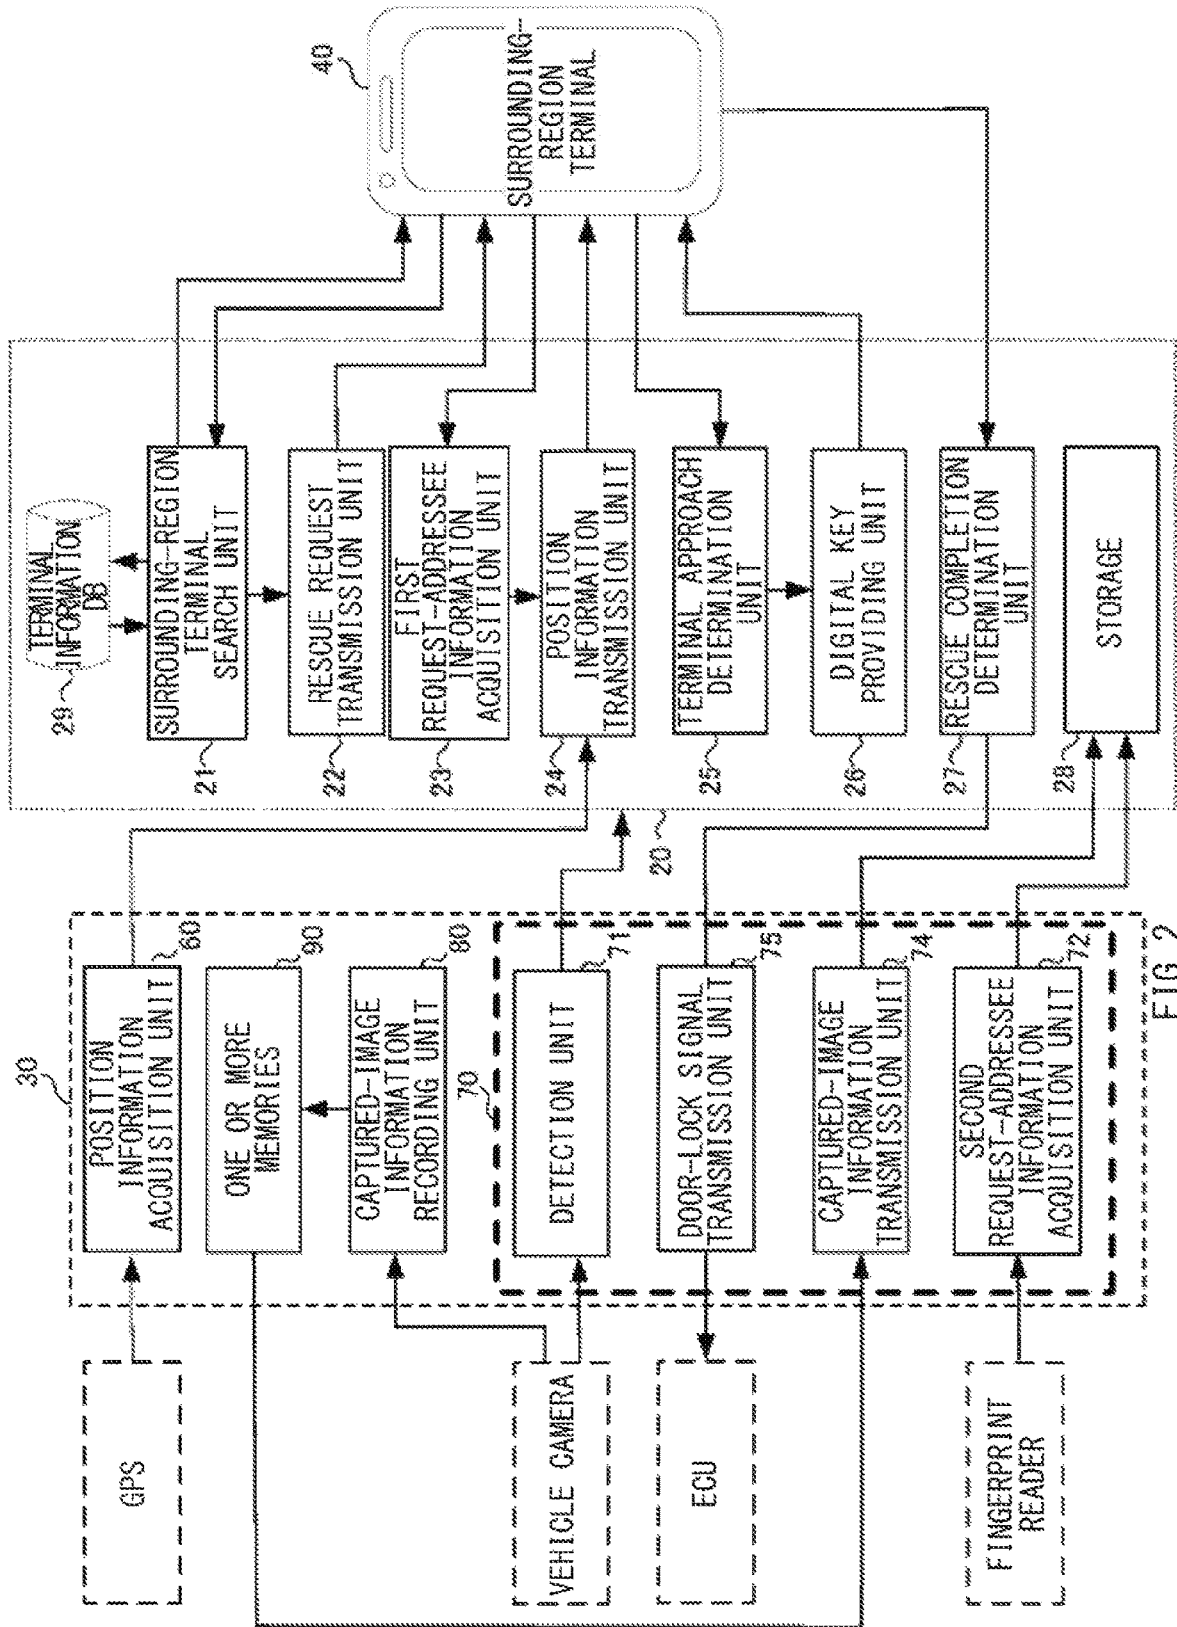 GPS
VEHICLE CAMERA
ECU
FINGERPRINT
READER
30
POSITION
INFORMATION
ACQUISITION UNIT
60
ONE OR MORE
MEMORIES
90
CAPTURED-IMAGE
INFORMATION
RECORDING UNIT
80
70
DETECTION UNIT
71
DOOR-LOCK SIGNAL
TRANSMISSION UNIT
75
CAPTURED-IMAGE
INFORMATION
TRANSMISSION UNIT
74
SECOND
REQUEST-ADDRESSEE
INFORMATION
ACQUISITION UNIT
72
20
TERMINAL
INFORMATION
DB
29
SURROUNDING-REGION
TERMINAL
SEARCH UNIT
21
RESCUE REQUEST
TRANSMISSION UNIT
22
FIRST
REQUEST-ADDRESSEE
INFORMATION
ACQUISITION UNIT
23
POSITION
INFORMATION
TRANSMISSION UNIT
24
TERMINAL APPROACH
DETERMINATION
UNIT
25
DIGITAL KEY
PROVIDING UNIT
26
RESCUE COMPLETION
DETERMINATION
UNIT
27
STORAGE
28
40
SURROUNDING-
REGION
TERMINAL
FIG. 2